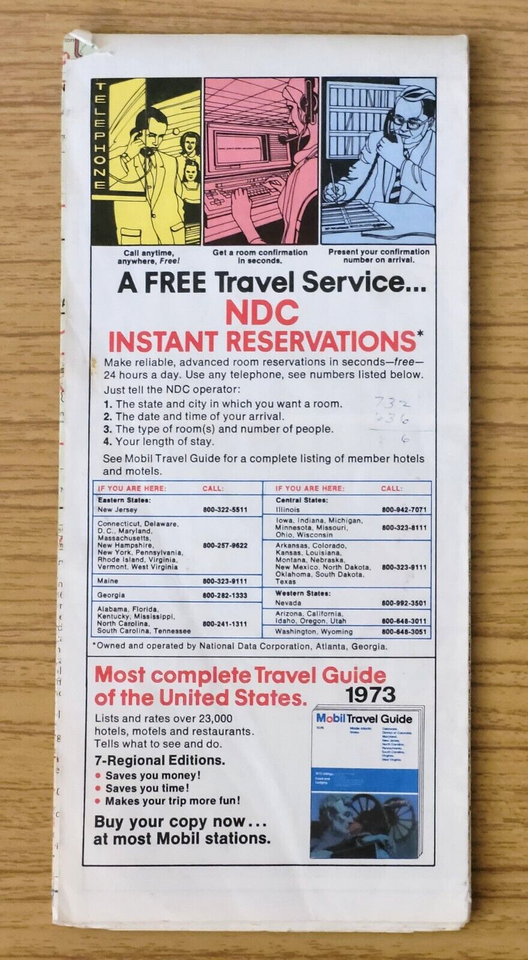 TELEPHONE
Call anytime,
anywhere, Free!
Get a room confirmation
in seconds.
Present your confirmation
number on arrival.
A FREE Travel Service...
NDC
INSTANT RESERVATIONS*
Make reliable, advanced room reservations in seconds—free—
24 hours a day. Use any telephone, see numbers listed below.
Just tell the NDC operator:
1. The state and city in which you want a room.
2. The date and time of your arrival.
3. The type of room(s) and number of people.
4. Your length of stay.
732
636
6
See Mobil Travel Guide for a complete listing of member hotels
and motels.
IF YOU ARE HERE: CALL:
Eastern States:
New Jersey 800-322-5511
Connecticut, Delaware,
D.C., Maryland,
Massachusetts,
New Hampshire,
New York, Pennsylvania,
Rhode Island, Virginia,
Vermont, West Virginia
800-257-9622
Maine 800-323-9111
Georgia 800-282-1333
Alabama, Florida,
Kentucky, Mississippi,
North Carolina,
South Carolina, Tennessee
800-241-1311
IF YOU ARE HERE: CALL:
Central States:
Illinois 800-942-7071
Iowa, Indiana, Michigan,
Minnesota, Missouri,
Ohio, Wisconsin
800-323-8111
Arkansas, Colorado,
Kansas, Louisiana,
Montana, Nebraska,
New Mexico, North Dakota,
Oklahoma, South Dakota,
Texas
800-323-9111
Western States:
Nevada 800-992-3501
Arizona, California,
Idaho, Oregon, Utah
800-648-3011
Washington, Wyoming 800-648-3051
*Owned and operated by National Data Corporation, Atlanta, Georgia.
Most complete Travel Guide
of the United States. 1973
Lists and rates over 23,000
hotels, motels and restaurants.
Tells what to see and do.
7-Regional Editions.
• Saves you money!
• Saves you time!
• Makes your trip more fun!
Buy your copy now...
at most Mobil stations.
Mobil Travel Guide